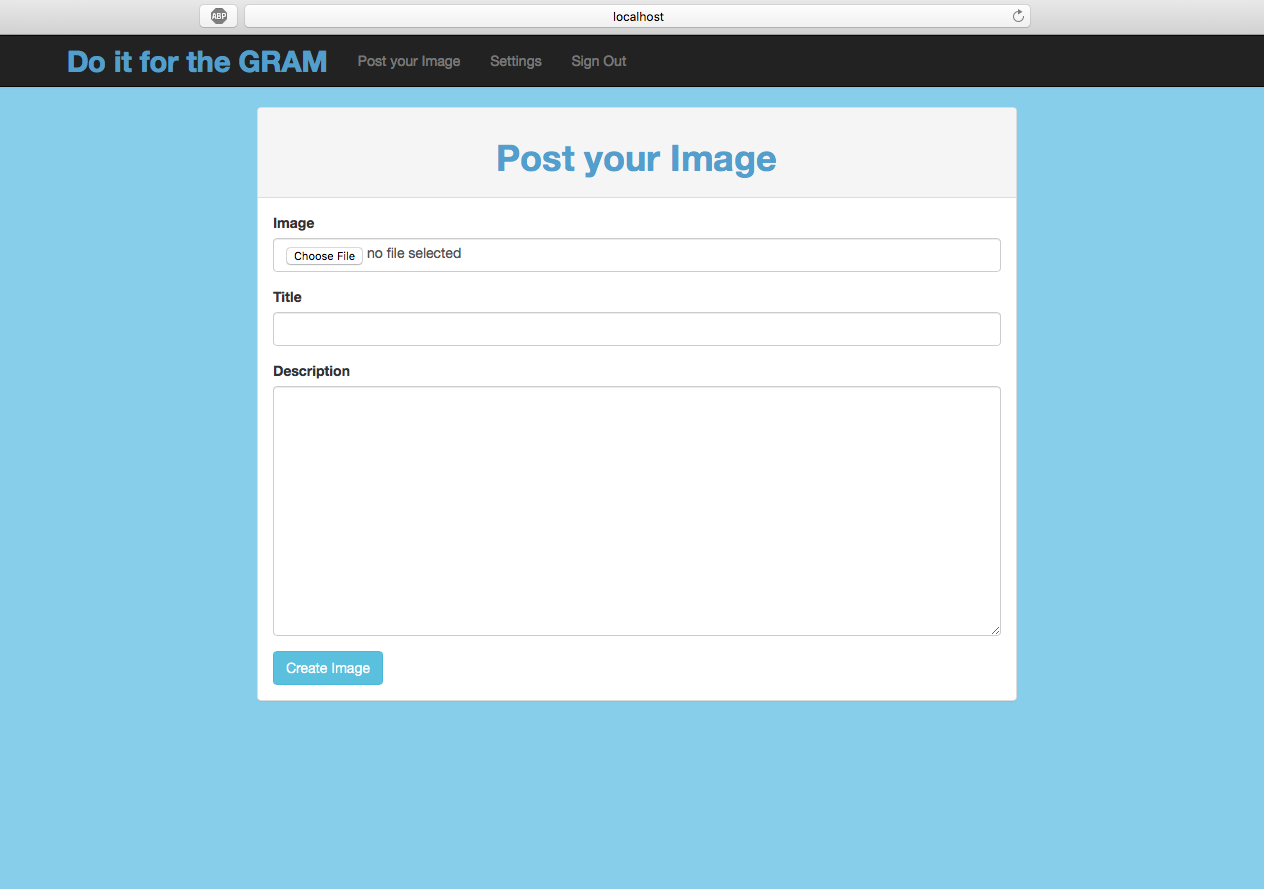 ABP localhost
Do it for the GRAM Post your Image Settings Sign Out
Post your Image
Image
Choose File no file selected
Title
Description
Create Image